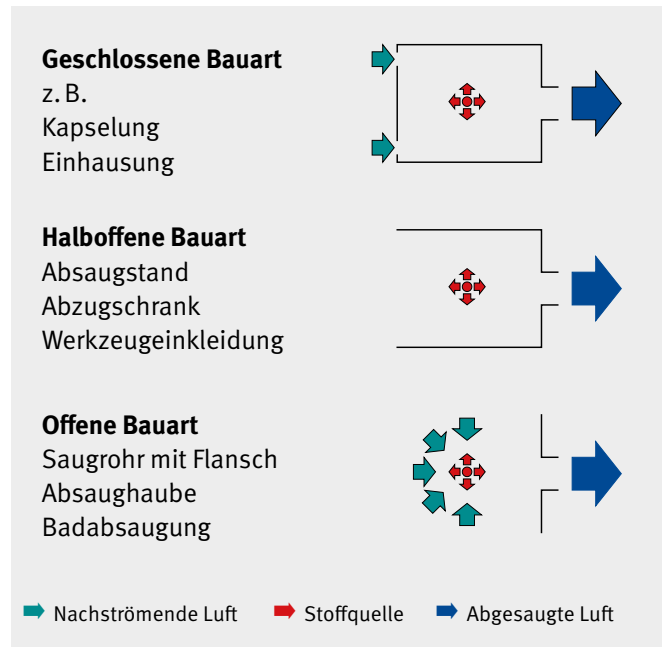 Geschlossene Bauart
z. B.
Kapselung
Einhausung
Halboffene Bauart
Absaugstand
Abzugschrank
Werkzeugeinkleidung
Offene Bauart
Saugrohr mit Flansch
Absaughaube
Badabsaugung
Nachströmende Luft Stoffquelle Abgesaugte Luft